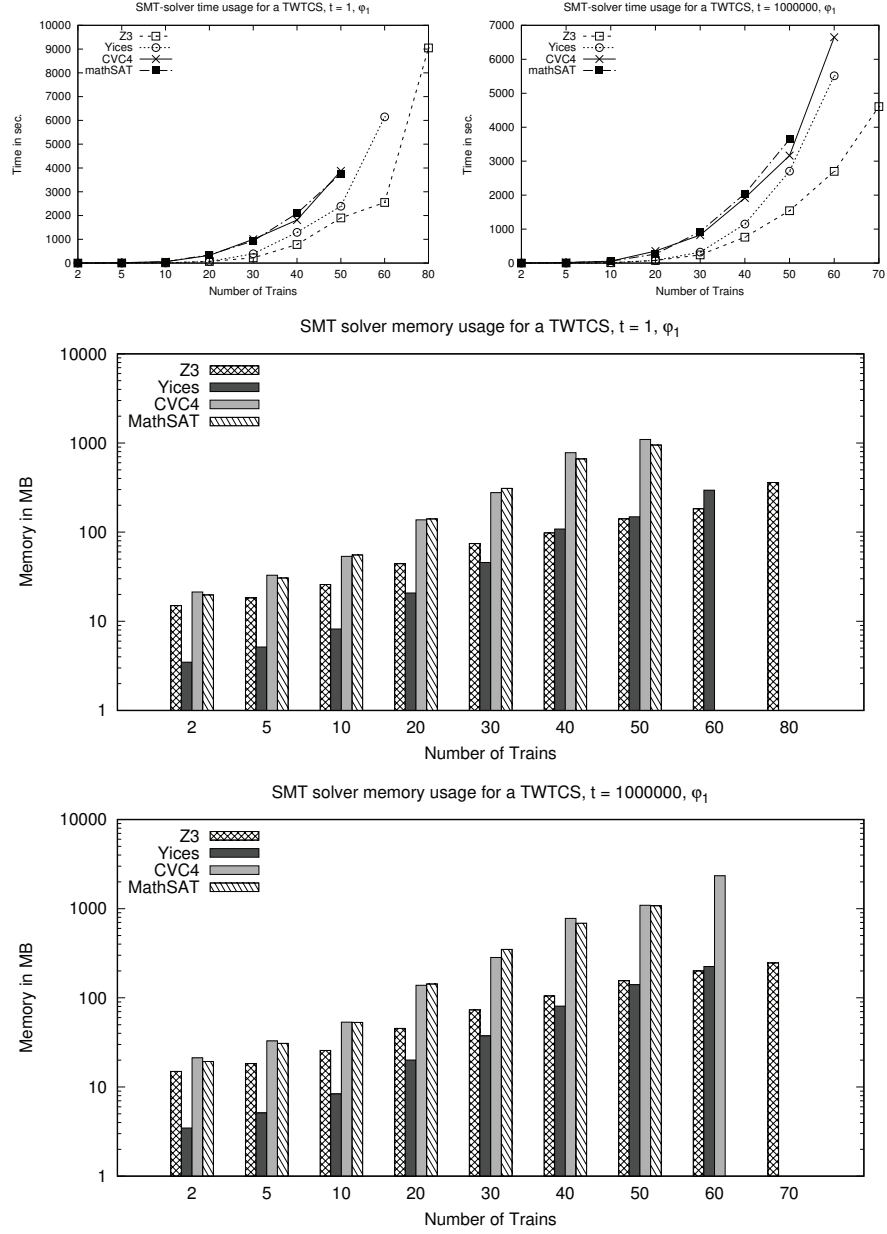 SMT-solver time usage for a TWTCS, t = 1, φ1
Z3
Yices
CVC4
mathSAT
10000
9000
8000
7000
6000
5000
4000
3000
2000
1000
0
Time in sec.
2 5 10 20 30 40 50 60 80
Number of Trains
SMT-solver time usage for a TWTCS, t = 1000000, φ1
Z3
Yices
CVC4
mathSAT
7000
6000
5000
4000
3000
2000
1000
0
Time in sec.
2 5 10 20 30 40 50 60 70
Number of Trains
SMT solver memory usage for a TWTCS, t = 1, φ1
Z3
Yices
CVC4
MathSAT
10000
1000
100
10
1
Memory in MB
2 5 10 20 30 40 50 60 80
Number of Trains
SMT solver memory usage for a TWTCS, t = 1000000, φ1
Z3
Yices
CVC4
MathSAT
10000
1000
100
10
1
Memory in MB
2 5 10 20 30 40 50 60 70
Number of Trains